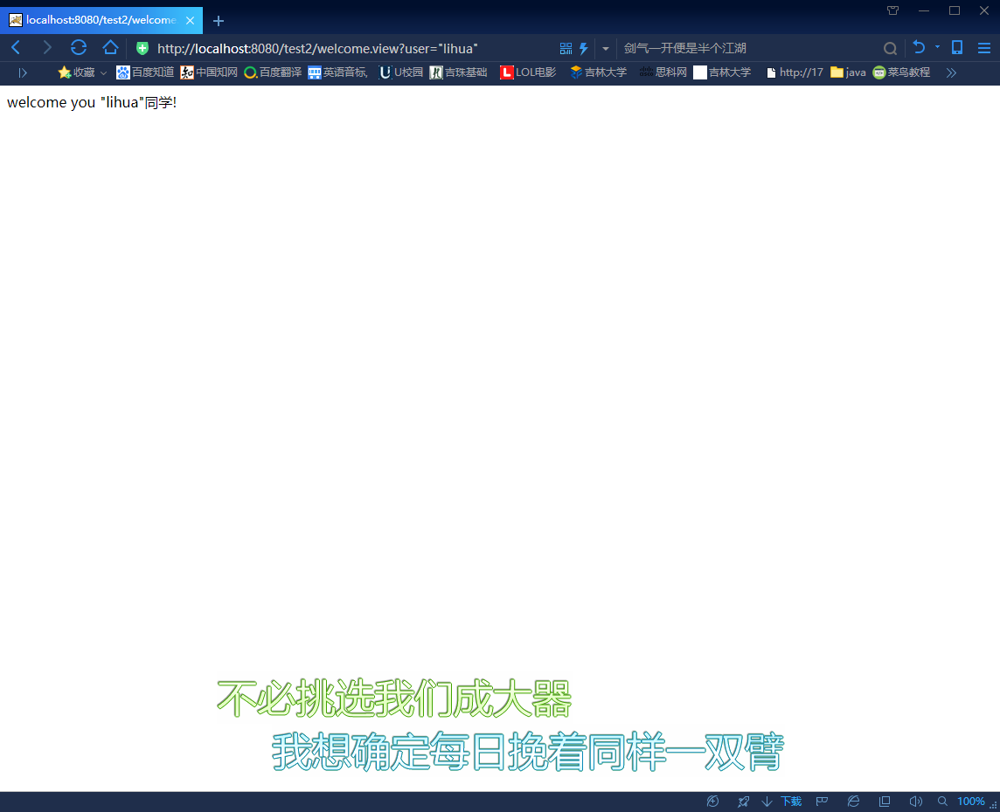 localhost:8080/test2/welcome
http://localhost:8080/test2/welcome.view?user="lihua"
剑气一开便是半个江湖
收藏 百度知道 中国知网 百度翻译 英语音标, U校园 吉珠基础 LOL电影 吉林大学 思科网 吉林大学 http://17 java 菜鸟教程
welcome you "lihua"同学!
不必挑选我们成大器
我想确定每日挽着同样一双臂
下载 100%